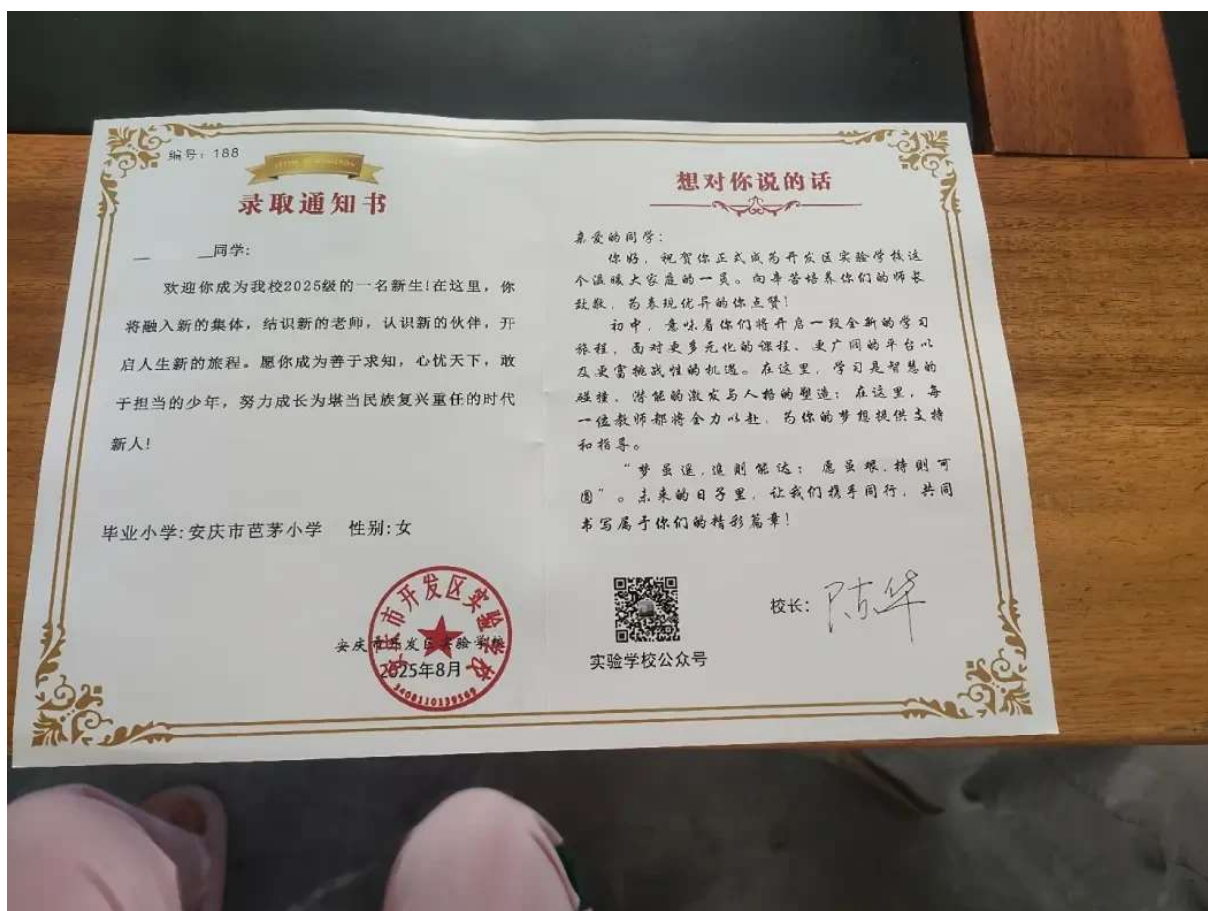 编号：188
录取通知书
同学:
欢迎你成为我校2025级的一名新生!在这里，你
将融入新的集体，结识新的老师，认识新的伙伴，开
启人生新的旅程。愿你成为善于求知，心忧天下，敢
于担当的少年，努力成长为堪当民族复兴重任的时代
新人!
毕业小学:安庆市芭茅小学 性别:女
安庆市开发区实验学校
2025年8月
安庆市开发区实验学校
想对你说的话
亲爱的同学：
你好，祝贺你正式成为开发区实验学校这
个温暖大家庭的一员。向辛苦培养你们的师长
致敬，为表现优异的你点赞！
初中，意味着你们将开启一段全新的学习
旅程，面对更多元化的课程、更广阔的平台以
及更富挑战性的机遇。在这里，学习是智慧的
碰撞，潜能的激发与人格的塑造；在这里，每
一位教师都将全力以赴，为你的梦想提供支持
和指导。
“梦虽遥,追则能达；愿虽艰,持则可
圆”。未来的日子里，让我们携手同行，共同
书写属于你们的精彩篇章！
校长：陈华
实验学校公众号